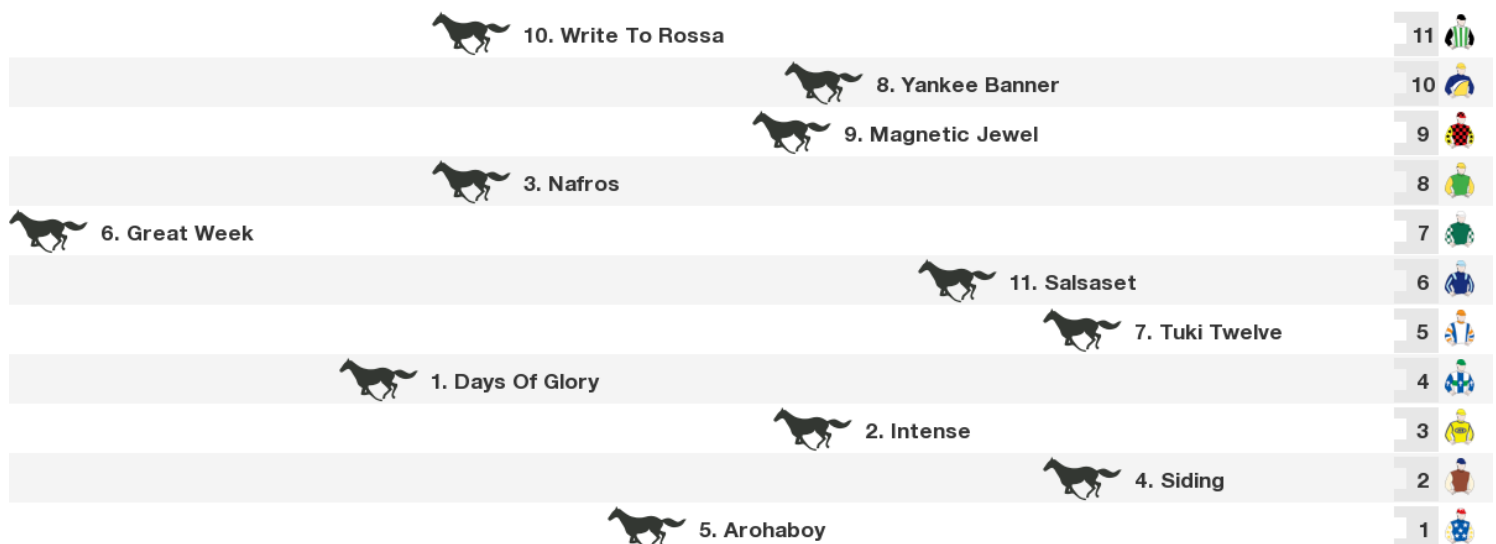 10. Write To Rossa 11
8. Yankee Banner 10
9. Magnetic Jewel 9
3. Nafros 8
6. Great Week 7
11. Salsaset 6
7. Tuki Twelve 5
1. Days Of Glory 4
2. Intense 3
4. Siding 2
5. Arohaboy 1